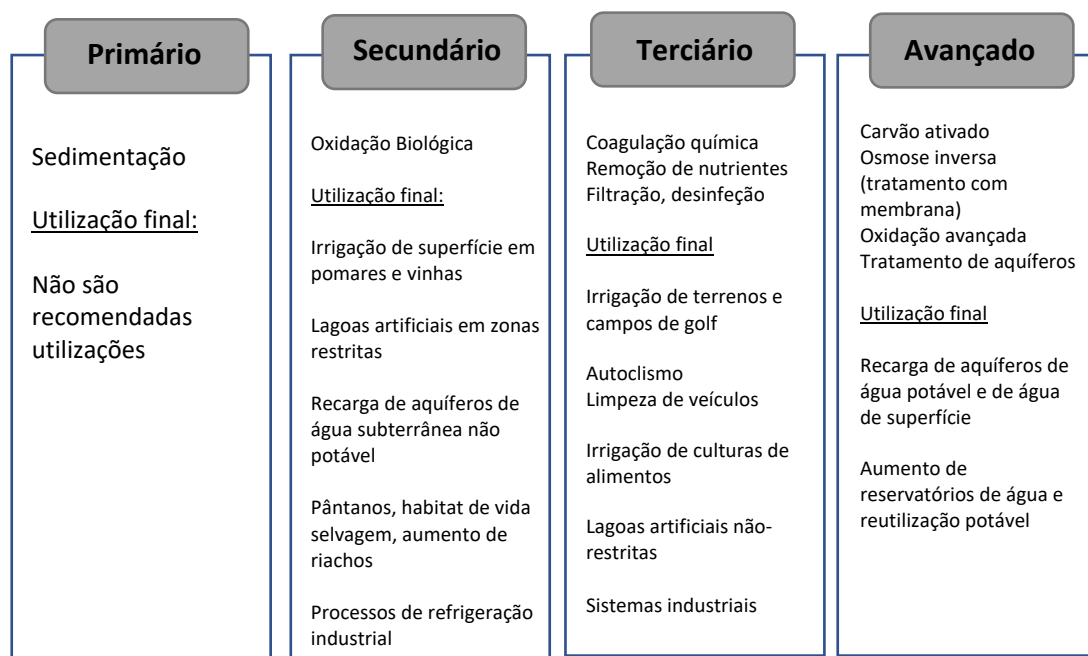 Primário
Sedimentação
Utilização final:
Não são
recomendadas
utilizações
Secundário
Oxidação Biológica
Utilização final:
Irrigação de superfície em
pomares e vinhas
Lagoas artificiais em zonas
restritas
Recarga de aquíferos de
água subterrânea não
potável
Pântanos, habitat de vida
selvagem, aumento de
riachos
Processos de refrigeração
industrial
Terciário
Coagulação química
Remoção de nutrientes
Filtração, desinfeção
Utilização final
Irrigação de terrenos e
campos de golf
Autoclismo
Limpeza de veículos
Irrigação de culturas de
alimentos
Lagoas artificiais não-
restritas
Sistemas industriais
Avançado
Carvão ativado
Osmose inversa
(tratamento com
membrana)
Oxidação avançada
Tratamento de aquíferos
Utilização final
Recarga de aquíferos de
água potável e de água
de superfície
Aumento de
reservatórios de água e
reutilização potável